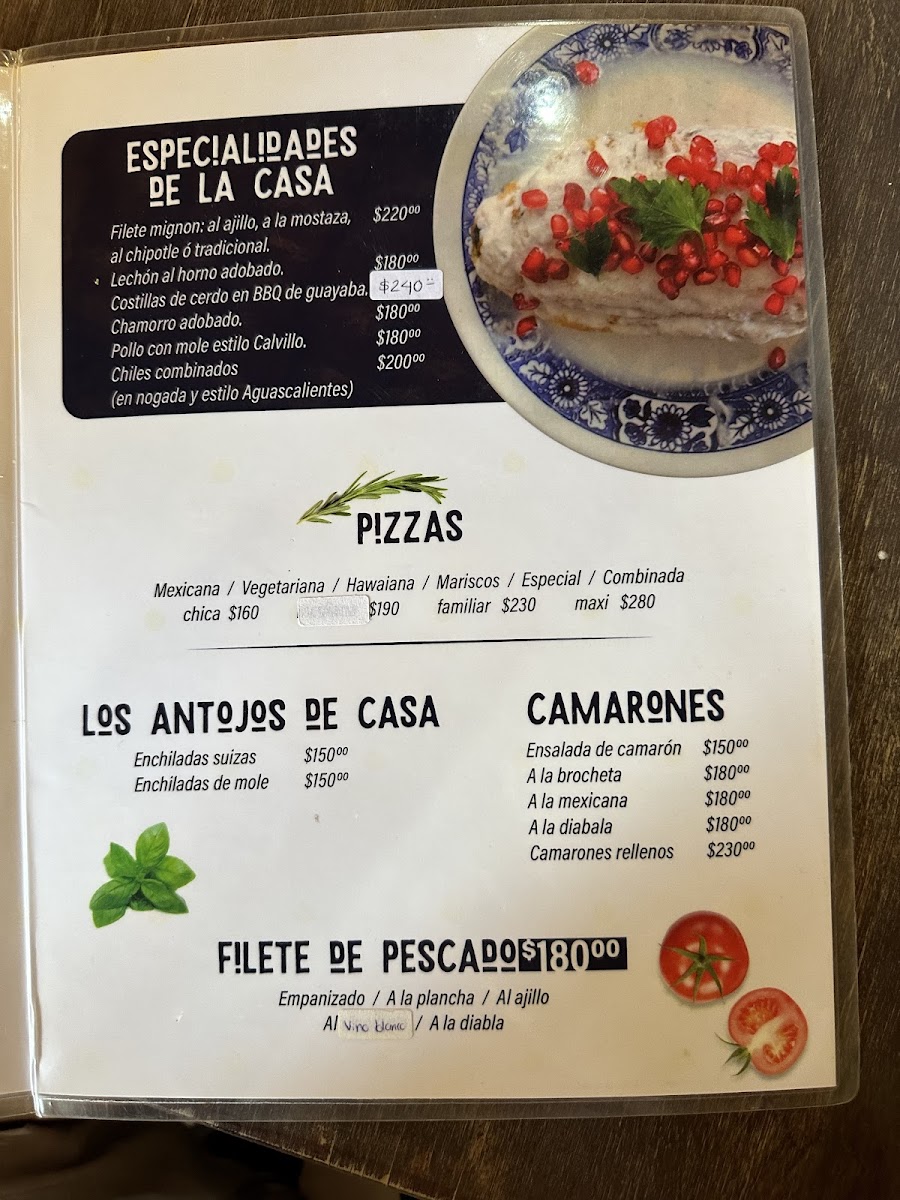 ESPECIALIDADES
DE LA CASA
Filete mignon: al ajillo, a la mostaza, $220⁰⁰
al chipotle ó tradicional.
Lechón al horno adobado. $180⁰⁰
Costillas de cerdo en BBQ de guayaba. $240⁰⁰
Chamorro adobado. $180⁰⁰
Pollo con mole estilo Calvillo. $180⁰⁰
Chiles combinados $200⁰⁰
(en nogada y estilo Aguascalientes)
PIZZAS
Mexicana / Vegetariana / Hawaiana / Mariscos / Especial / Combinada
chica $160 $190 familiar $230 maxi $280
LOS ANTOJOS DE CASA
Enchiladas suizas $150⁰⁰
Enchiladas de mole $150⁰⁰
CAMARONES
Ensalada de camarón $150⁰⁰
A la brocheta $180⁰⁰
A la mexicana $180⁰⁰
A la diabala $180⁰⁰
Camarones rellenos $230⁰⁰
FILETE DE PESCADO $180⁰⁰
Empanizado / A la plancha / Al ajillo
Al vino blanco / A la diabla